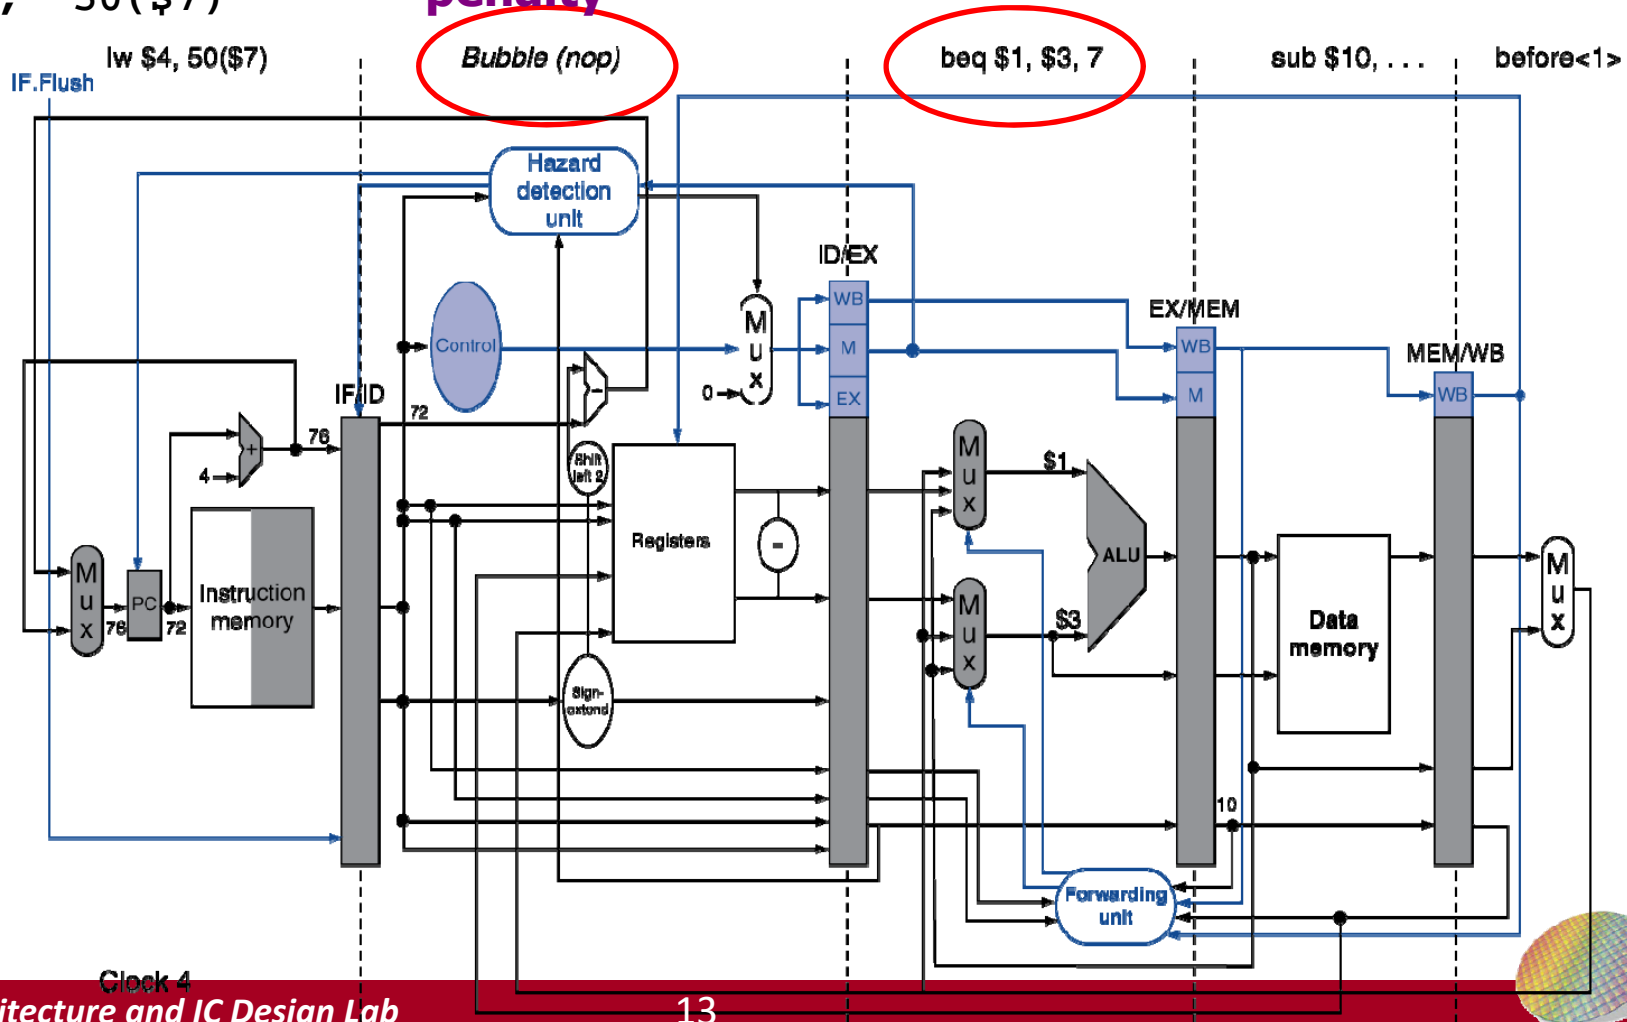 , 50($7)
penalty
lw $4, 50($7)
Bubble (nop)
beq $1, $3, 7
sub $10, . . .
before<1>
IF.Flush
Hazard
detection
unit
ID/EX
WB
M
EX
M
u
x
0
Control
EX/MEM
WB
M
MEM/WB
WB
IF/ID
72
+
76
4
–
Shift
left 2
M
u
x
$1
M
u
x
76
PC
72
Instruction
memory
Registers
=
ALU
M
u
x
$3
Data
memory
M
u
x
Sign-
extend
10
Forwarding
unit
Clock 4
itecture and IC Design Lab
13